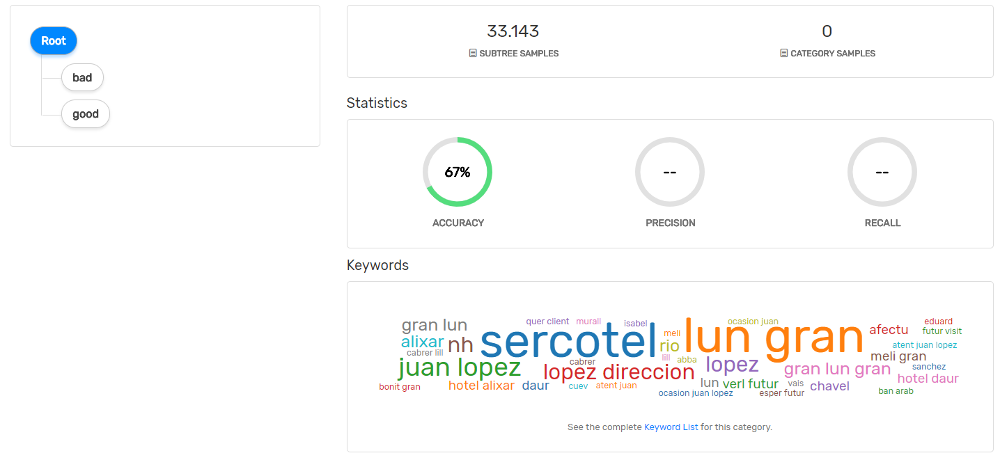 Root
bad
good
33.143
SUBTREE SAMPLES
0
CATEGORY SAMPLES
Statistics
67%
ACCURACY
--
PRECISION
--
RECALL
Keywords
gran lun
quer client
murall
isabel
ocasion juan
eduard
alixar
nh
sercotel
meli
rio
lun gran
afectu
futur visit
cabrer lill
atent juan lopez
juan lopez
cabrer
lill
abba
lopez
meli gran
lopez direccion
gran lun gran
sanchez
bonit gran
hotel alixar
daur
cuev
atent juan
lun
verl futur
vais
chavel
hotel daur
ocasion juan lopez
esper futur
ban arab
See the complete Keyword List for this category.